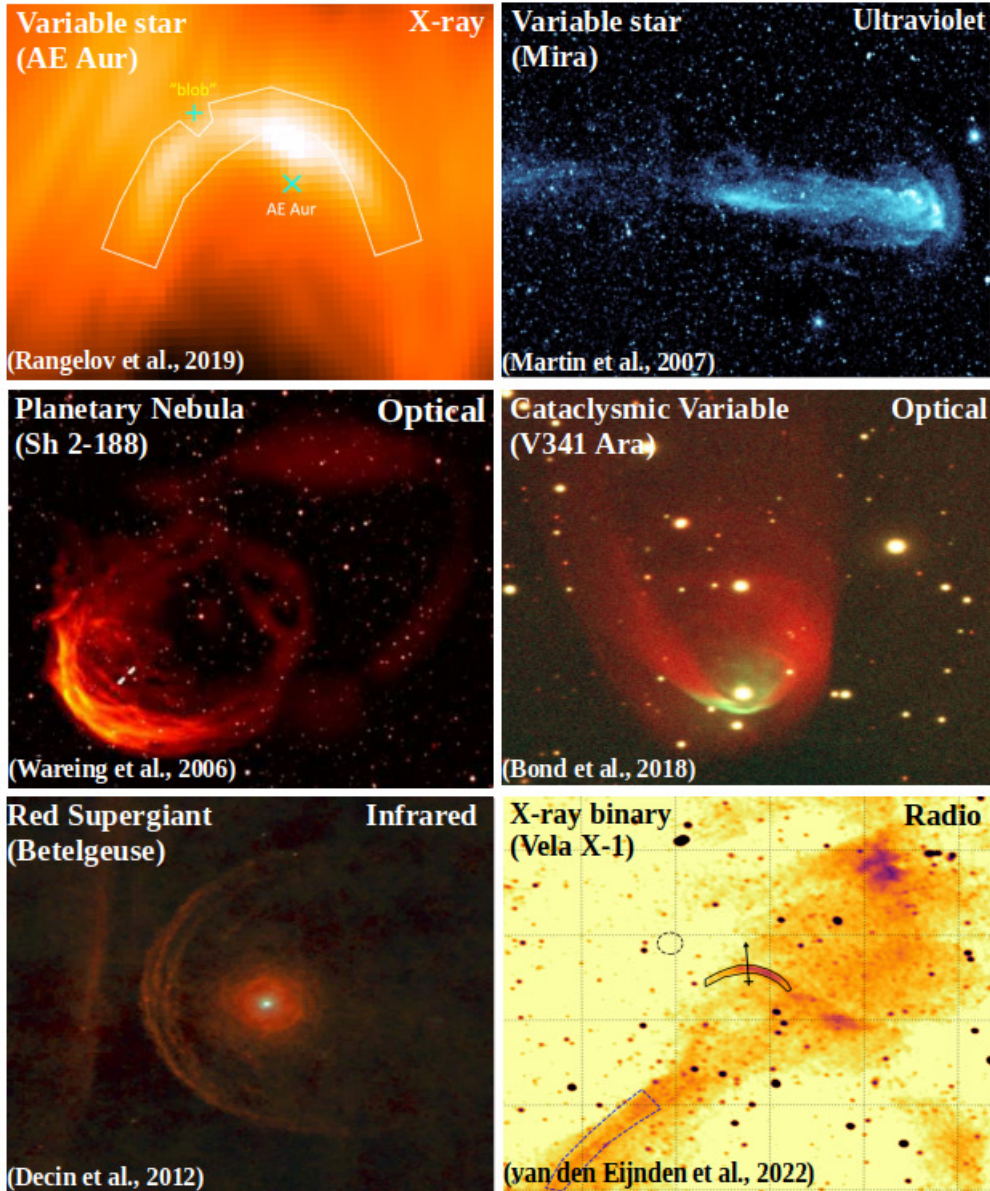 Variable star
(AE Aur)
X-ray
"blob"
AE Aur
(Rangelov et al., 2019)
Variable star
(Mira)
Ultraviolet
(Martin et al., 2007)
Planetary Nebula
(Sh 2-188)
Optical
(Wareing et al., 2006)
Cataclysmic Variable
(V341 Ara)
Optical
(Bond et al., 2018)
Red Supergiant
(Betelgeuse)
Infrared
(Decin et al., 2012)
X-ray binary
(Vela X-1)
Radio
(van den Eijnden et al., 2022)